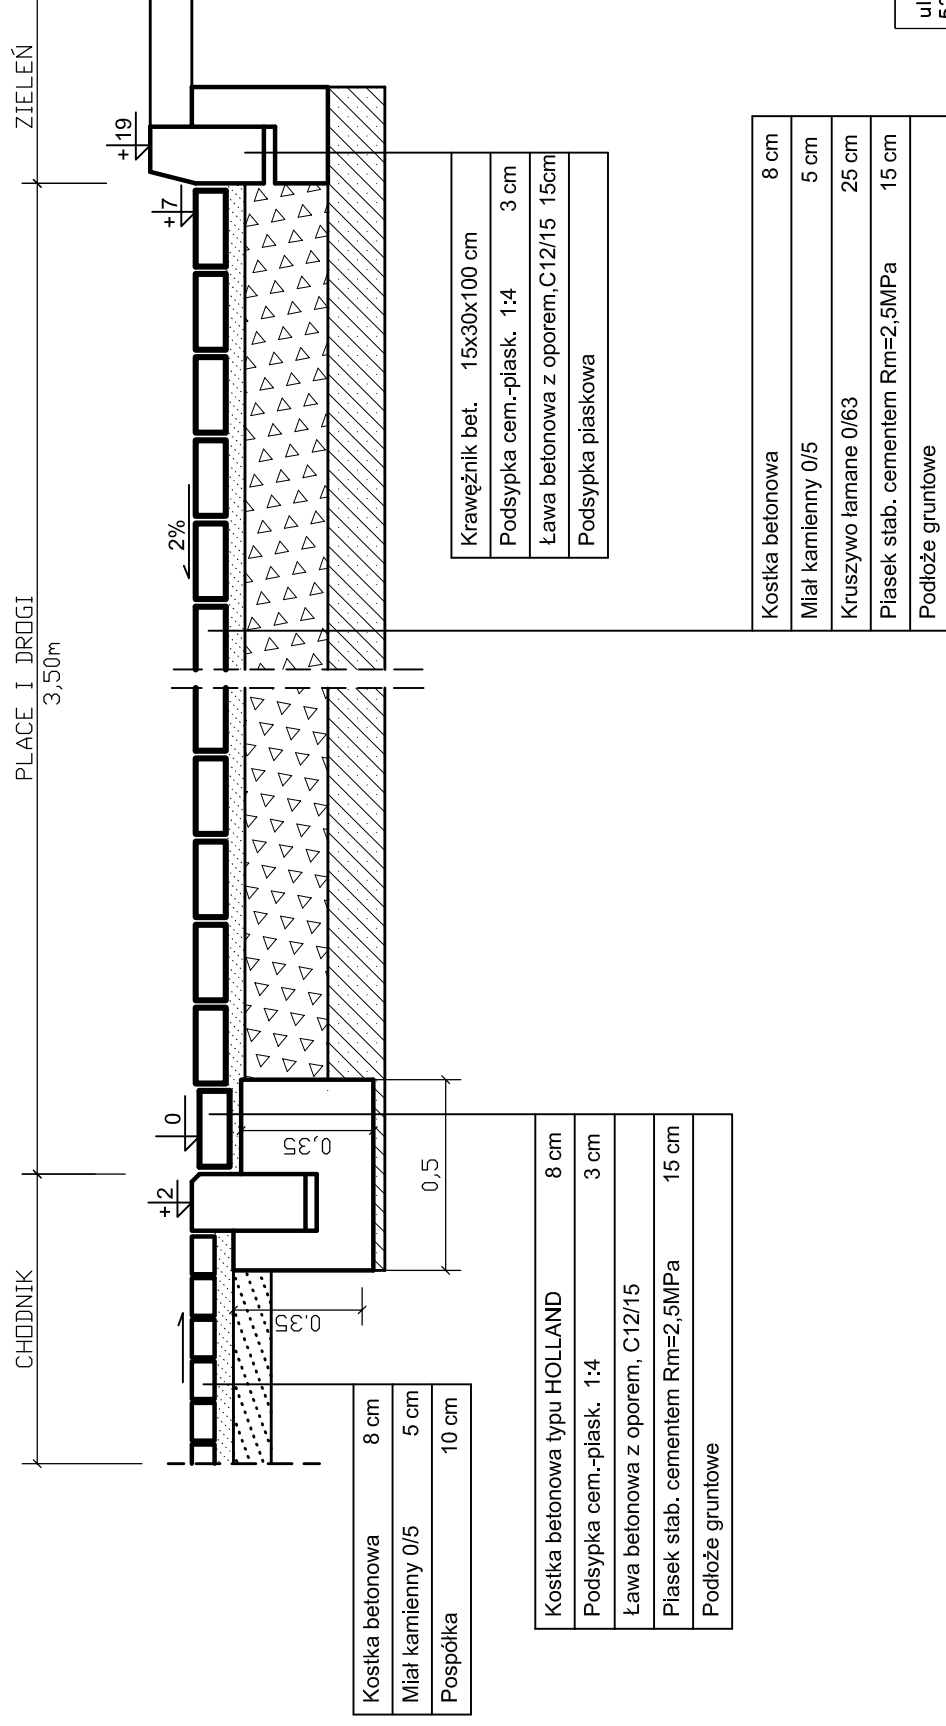 CHODNIK
PLACE I DROGI
3,50m
ZIELEŃ
+2
0
2%
+7
+19
0,35
0,35
0,5
Kostka betonowa 8 cm
Miał kamienny 0/5 5 cm
Pospółka 10 cm
Kostka betonowa typu HOLLAND 8 cm
Podsypka cem.-piask. 1:4 3 cm
Ława betonowa z oporem, C12/15
Piasek stab. cementem Rm=2,5MPa 15 cm
Podłoże gruntowe
Krawężnik bet. 15x30x100 cm
Podsypka cem.-piask. 1:4 3 cm
Ława betonowa z oporem,C12/15 15cm
Podsypka piaskowa
Kostka betonowa 8 cm
Miał kamienny 0/5 5 cm
Kruszywo łamane 0/63 25 cm
Piasek stab. cementem Rm=2,5MPa 15 cm
Podłoże gruntowe
ul